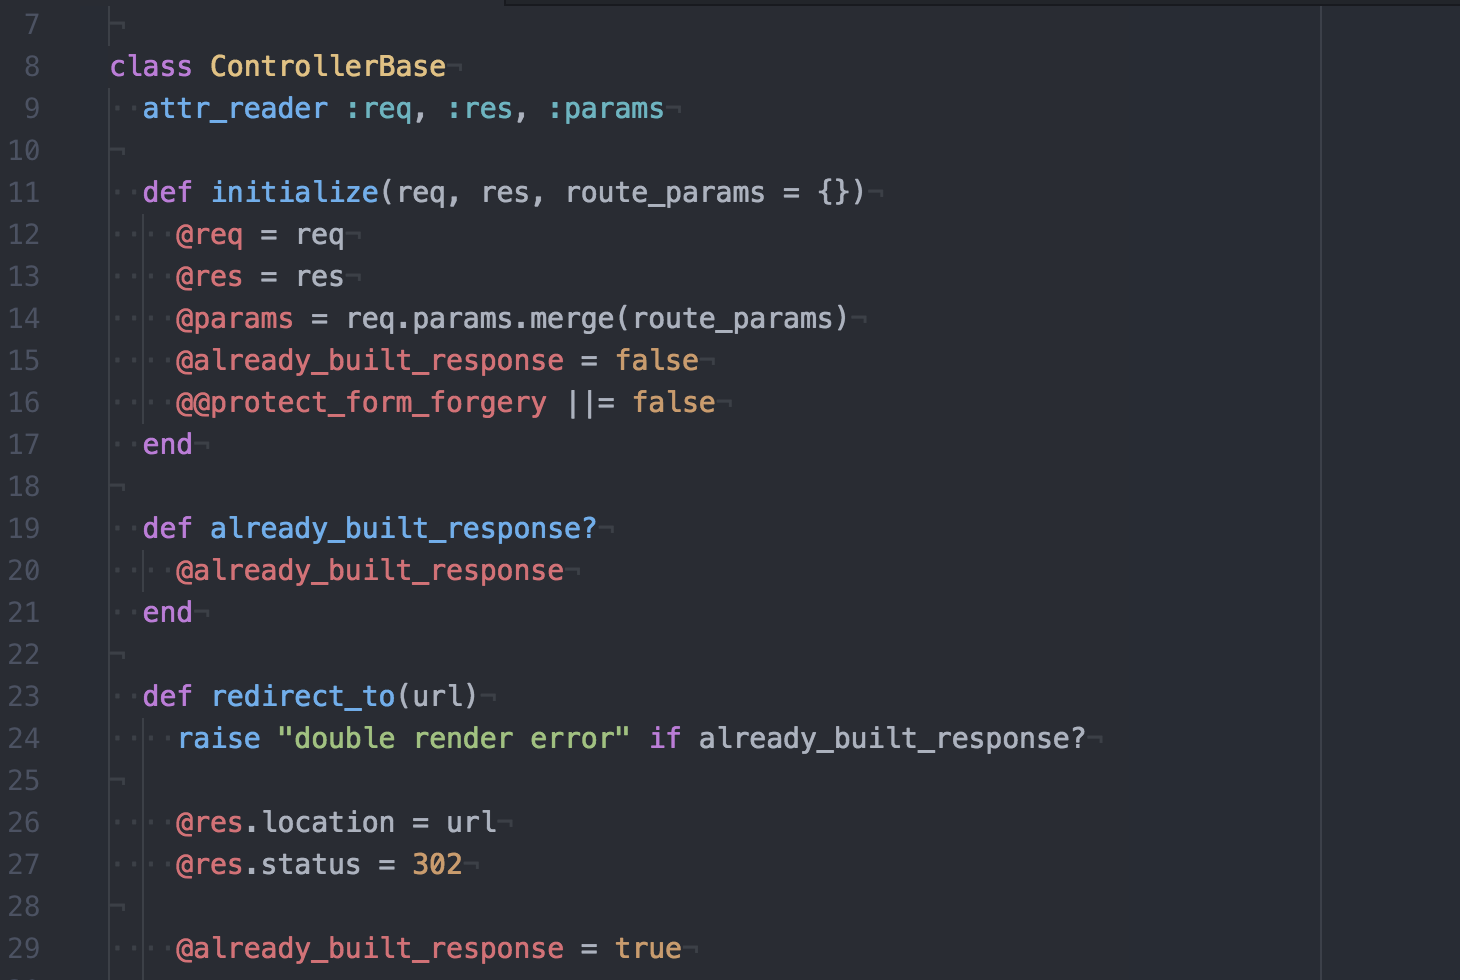 7
8 class ControllerBase
9   attr_reader :req, :res, :params
10
11   def initialize(req, res, route_params = {})
12     @req = req
13     @res = res
14     @params = req.params.merge(route_params)
15     @already_built_response = false
16     @@protect_form_forgery ||= false
17   end
18
19   def already_built_response?
20     @already_built_response
21   end
22
23   def redirect_to(url)
24     raise "double render error" if already_built_response?
25
26     @res.location = url
27     @res.status = 302
28
29     @already_built_response = true